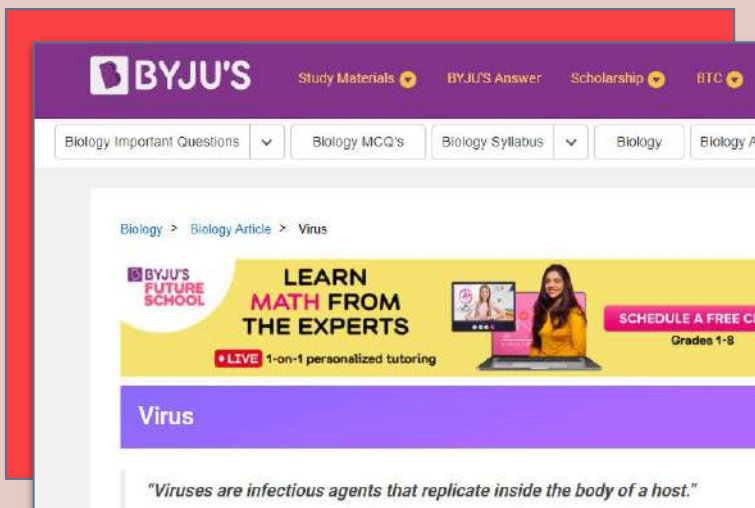 BYJU'S
Study Materials
BYJU'S Answer
Scholarship
BTC
Biology Important Questions
Biology MCQ's
Biology Syllabus
Biology
Biology A
Biology > Biology Article > Virus
BYJU'S
FUTURE
SCHOOL
LEARN
MATH FROM
THE EXPERTS
LIVE 1-on-1 personalized tutoring
SCHEDULE A FREE
Grades 1-8
Virus
"Viruses are infectious agents that replicate inside the body of a host."